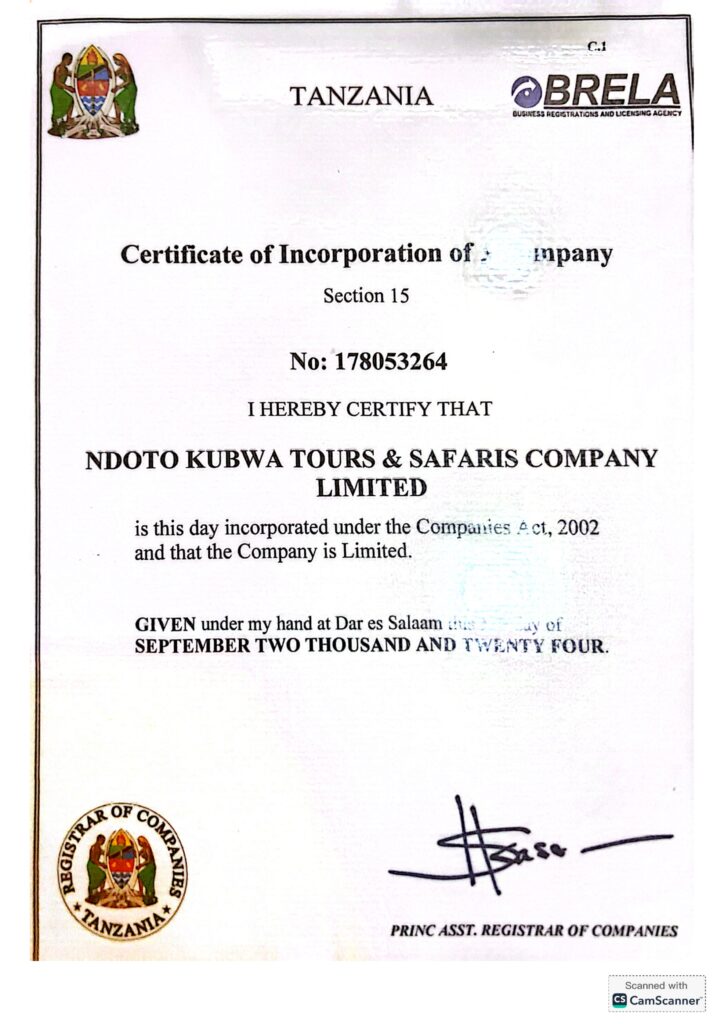 C.1
TANZANIA
BRELA
BUSINESS REGISTRATIONS AND LICENSING AGENCY
Certificate of Incorporation of mpany
Section 15
No: 178053264
I HEREBY CERTIFY THAT
NDOTO KUBWA TOURS & SAFARIS COMPANY
LIMITED
is this day incorporated under the Companies Act, 2002
and that the Company is Limited.
GIVEN under my hand at Dar es Salaam of
SEPTEMBER TWO THOUSAND AND TWENTY FOUR.
REGISTRAR OF COMPANIES
TANZANIA
PRINC ASST. REGISTRAR OF COMPANIES
Scanned with
CS CamScanner